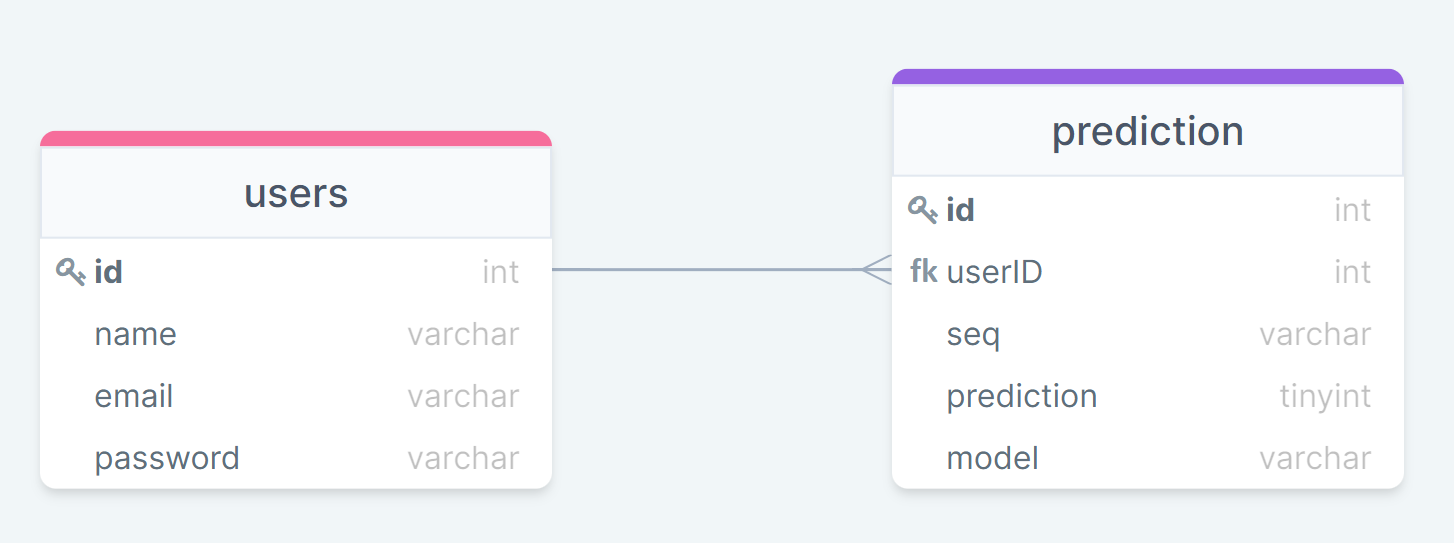 users
id int
name varchar
email varchar
password varchar
prediction
id int
fk userID int
seq varchar
prediction tinyint
model varchar